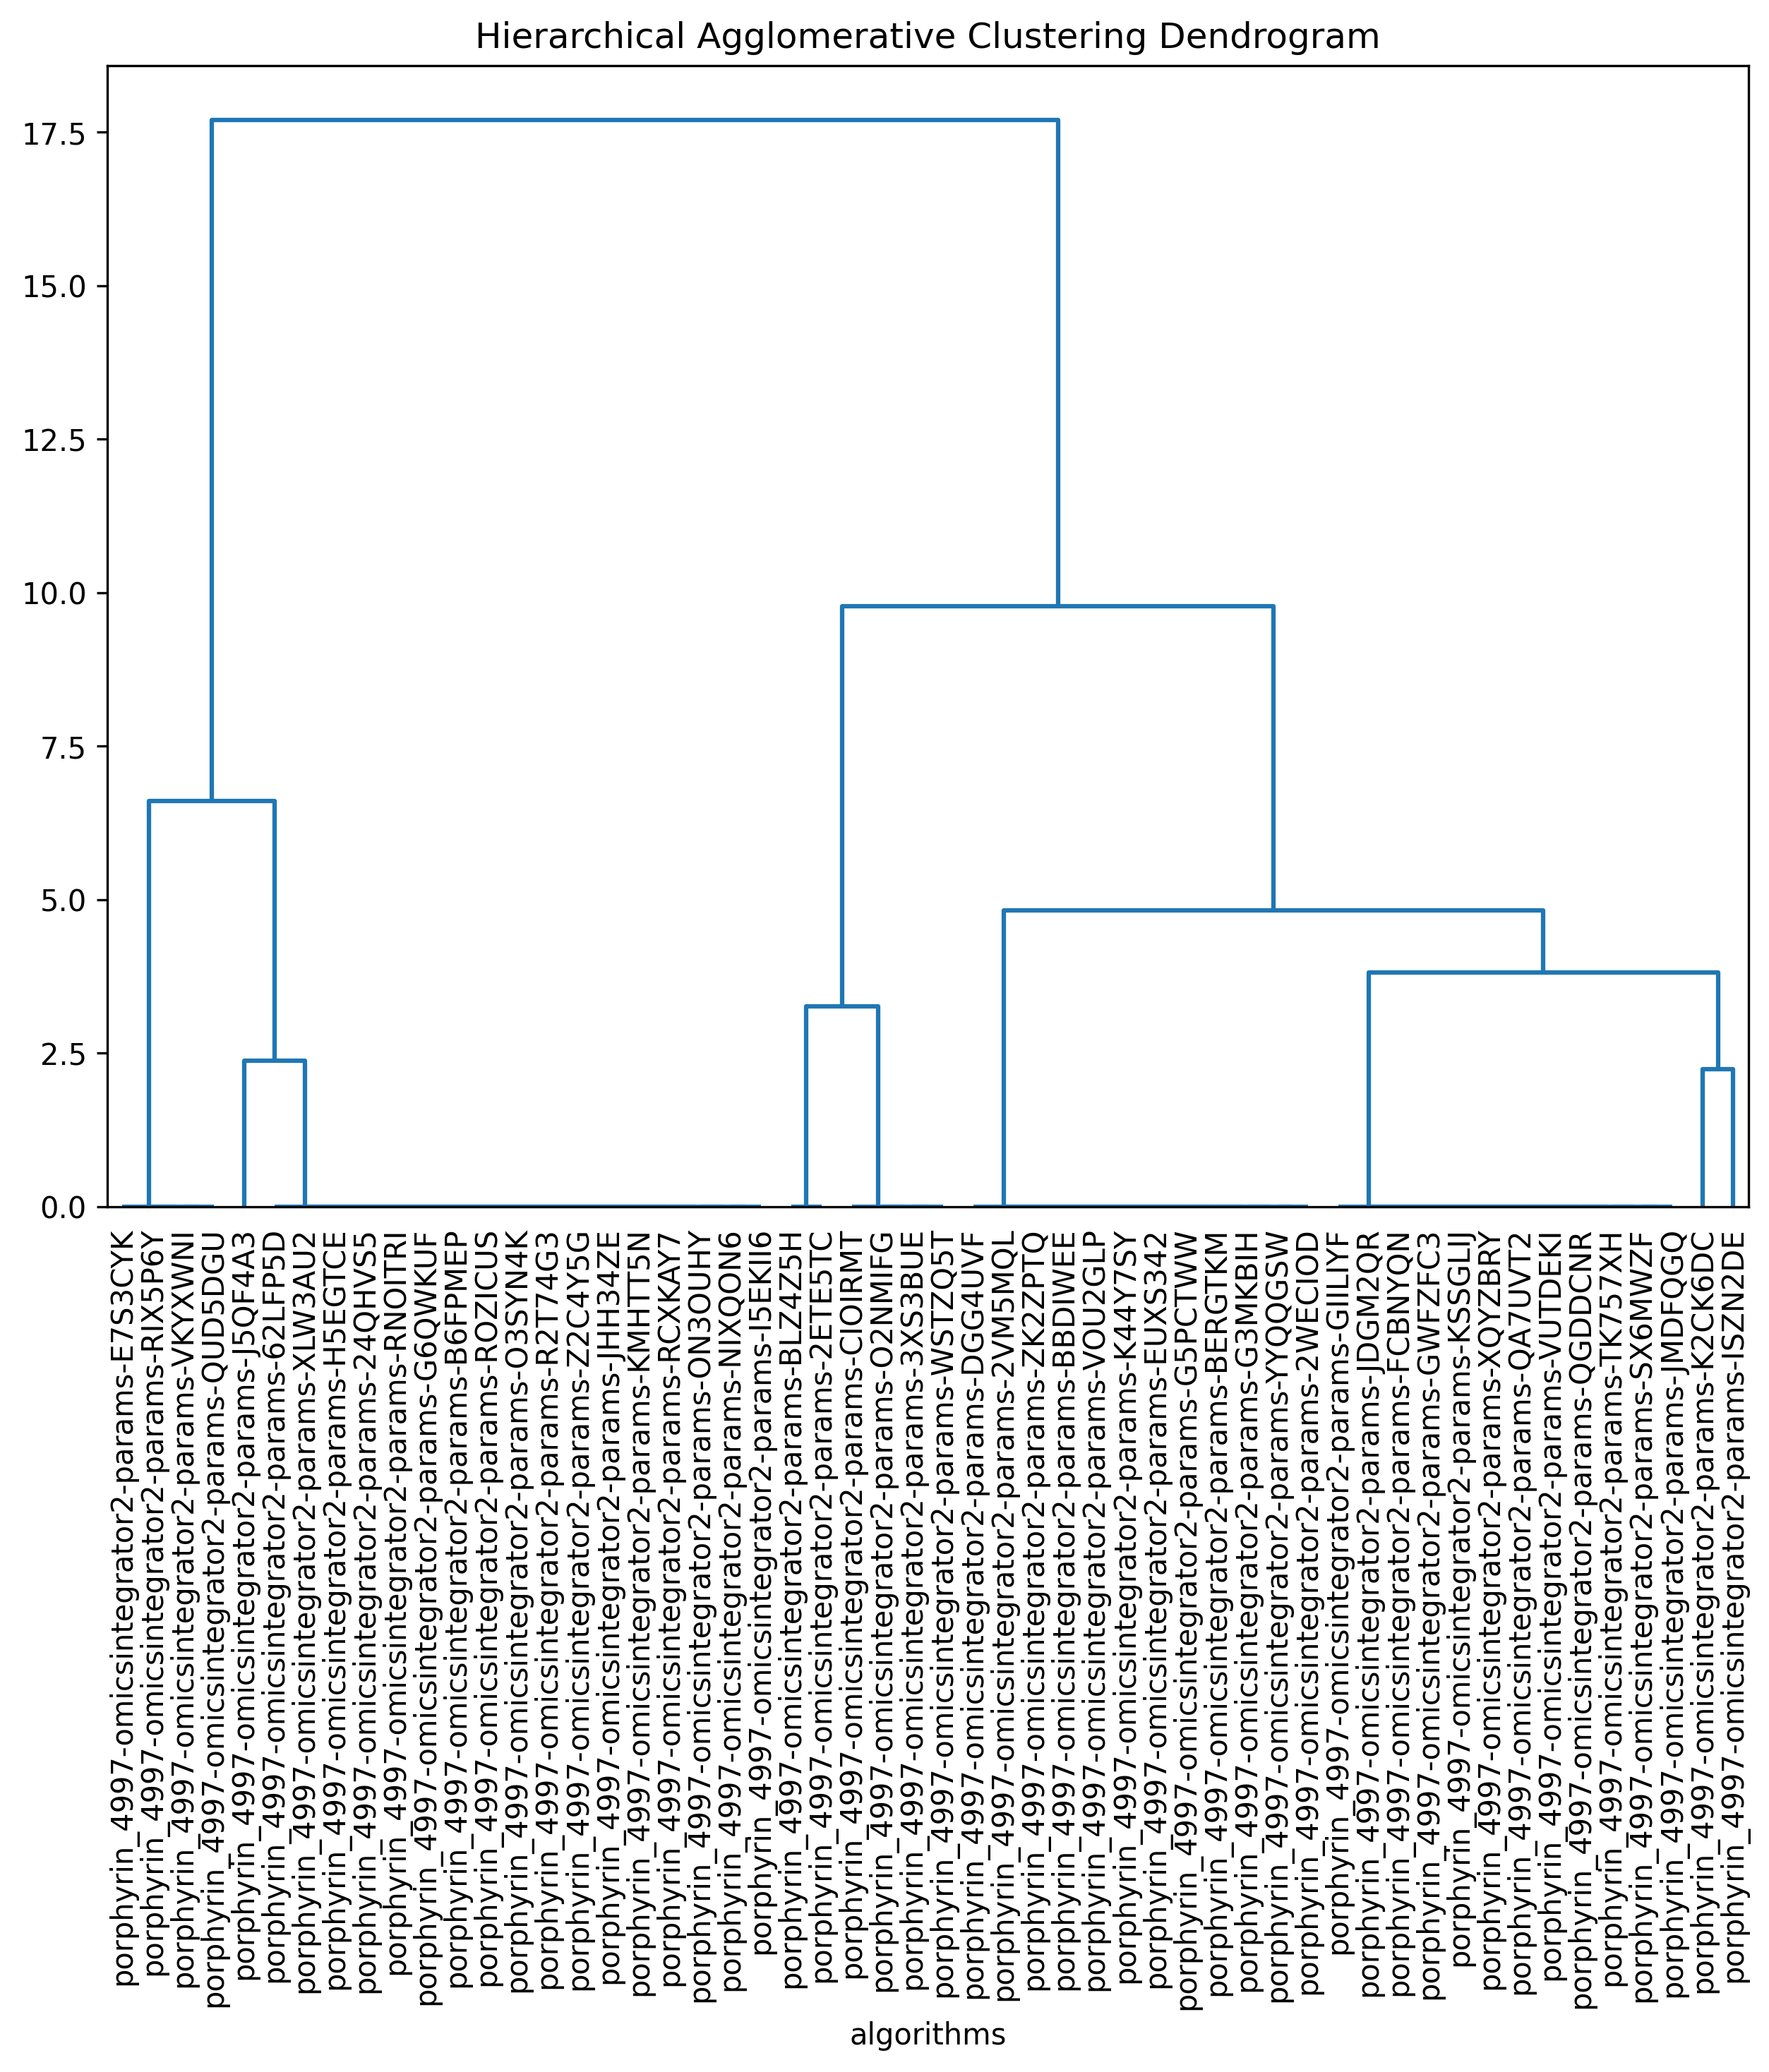 Hierarchical Agglomerative Clustering Dendrogram
17.5
15.0
12.5
10.0
7.5
5.0
2.5
0.0
porphyrin_4997-omicsintegrator2-params-E7S3CYK
porphyrin_4997-omicsintegrator2-params-RIX5P6Y
porphyrin_4997-omicsintegrator2-params-VKYXWNI
porphyrin_4997-omicsintegrator2-params-QUD5DGU
porphyrin_4997-omicsintegrator2-params-J5QF4A3
porphyrin_4997-omicsintegrator2-params-62LFP5D
porphyrin_4997-omicsintegrator2-params-XLW3AU2
porphyrin_4997-omicsintegrator2-params-H5EGTCE
porphyrin_4997-omicsintegrator2-params-24QHVS5
porphyrin_4997-omicsintegrator2-params-RNOITRI
porphyrin_4997-omicsintegrator2-params-G6QWKUF
porphyrin_4997-omicsintegrator2-params-B6FPMEP
porphyrin_4997-omicsintegrator2-params-ROZICUS
porphyrin_4997-omicsintegrator2-params-O3SYN4K
porphyrin_4997-omicsintegrator2-params-R2T74G3
porphyrin_4997-omicsintegrator2-params-Z2C4Y5G
porphyrin_4997-omicsintegrator2-params-JHH34ZE
porphyrin_4997-omicsintegrator2-params-KMHTT5N
porphyrin_4997-omicsintegrator2-params-RCXKAY7
porphyrin_4997-omicsintegrator2-params-ON3OUHY
porphyrin_4997-omicsintegrator2-params-NIXQON6
porphyrin_4997-omicsintegrator2-params-I5EKII6
porphyrin_4997-omicsintegrator2-params-BLZ4Z5H
porphyrin_4997-omicsintegrator2-params-2ETE5TC
porphyrin_4997-omicsintegrator2-params-CIOIRMT
porphyrin_4997-omicsintegrator2-params-O2NMIFG
porphyrin_4997-omicsintegrator2-params-3XS3BUE
porphyrin_4997-omicsintegrator2-params-WSTZQ5T
porphyrin_4997-omicsintegrator2-params-DGG4UVF
porphyrin_4997-omicsintegrator2-params-2VM5MQL
porphyrin_4997-omicsintegrator2-params-ZK2ZPTQ
porphyrin_4997-omicsintegrator2-params-BBDIWEE
porphyrin_4997-omicsintegrator2-params-VOU2GLP
porphyrin_4997-omicsintegrator2-params-K44Y7SY
porphyrin_4997-omicsintegrator2-params-EUXS342
porphyrin_4997-omicsintegrator2-params-G5PCTWW
porphyrin_4997-omicsintegrator2-params-BERGTKM
porphyrin_4997-omicsintegrator2-params-G3MKBIH
porphyrin_4997-omicsintegrator2-params-YYQQGSW
porphyrin_4997-omicsintegrator2-params-2WECIOD
porphyrin_4997-omicsintegrator2-params-GIILIYF
porphyrin_4997-omicsintegrator2-params-JDGM2QR
porphyrin_4997-omicsintegrator2-params-FCBNYQN
porphyrin_4997-omicsintegrator2-params-GWFZFC3
porphyrin_4997-omicsintegrator2-params-KSSGLIJ
porphyrin_4997-omicsintegrator2-params-XQYZBRY
porphyrin_4997-omicsintegrator2-params-QA7UVT2
porphyrin_4997-omicsintegrator2-params-VUTDEKI
porphyrin_4997-omicsintegrator2-params-QGDDCNR
porphyrin_4997-omicsintegrator2-params-TK757XH
porphyrin_4997-omicsintegrator2-params-SX6MWZF
porphyrin_4997-omicsintegrator2-params-JMDFQGQ
porphyrin_4997-omicsintegrator2-params-K2CK6DC
porphyrin_4997-omicsintegrator2-params-ISZN2DE
algorithms